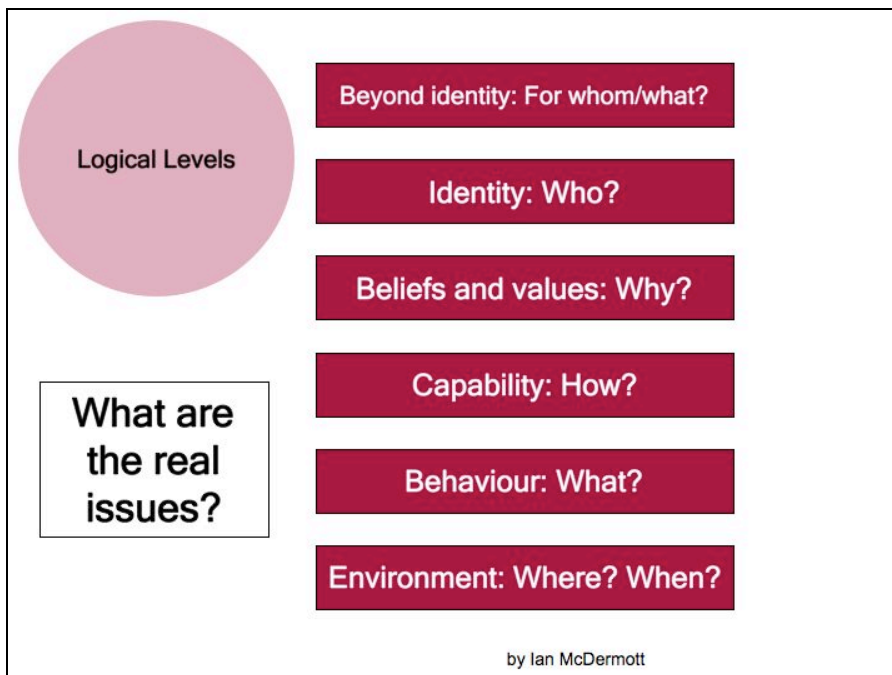 Logical Levels
What are
the real
issues?
Beyond identity: For whom/what?
Identity: Who?
Beliefs and values: Why?
Capability: How?
Behaviour: What?
Environment: Where? When?
by Ian McDermott